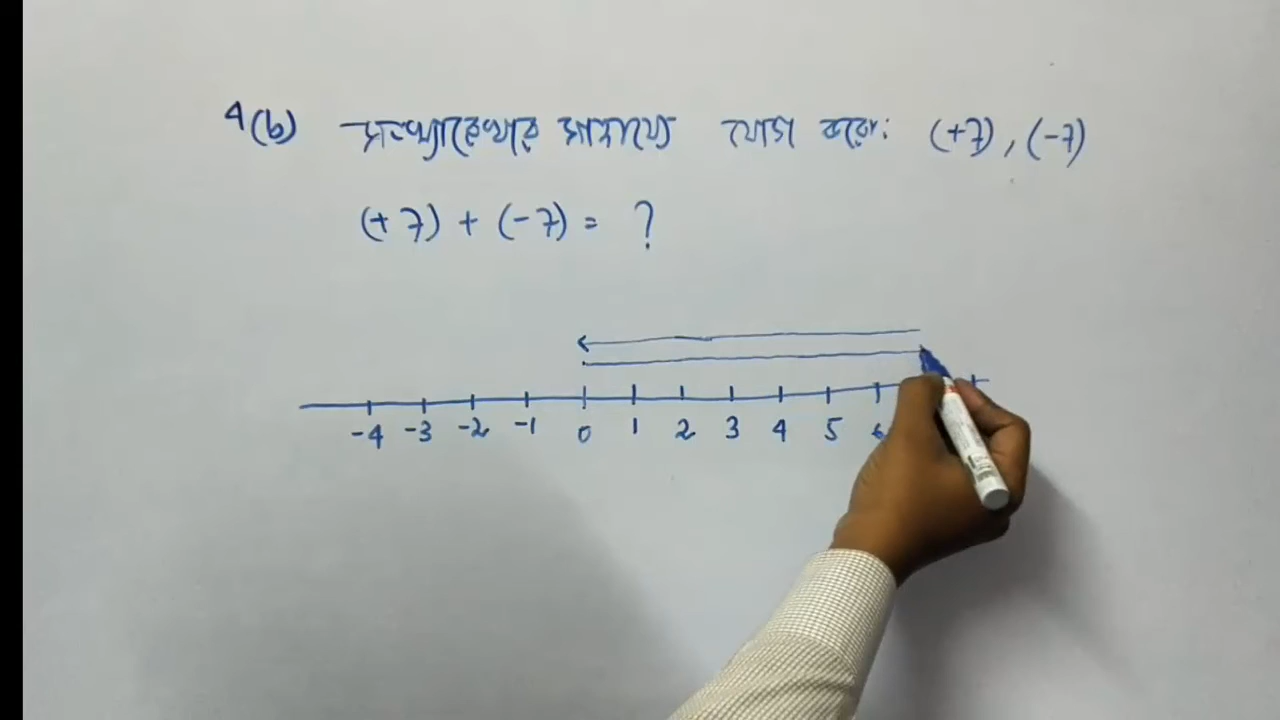 4(b) সংখ্যারেখার সাহায্যে যোগ করো: (+7), (-7)
(+7) + (-7) = ?
-4 -3 -2 -1 0 1 2 3 4 5 6